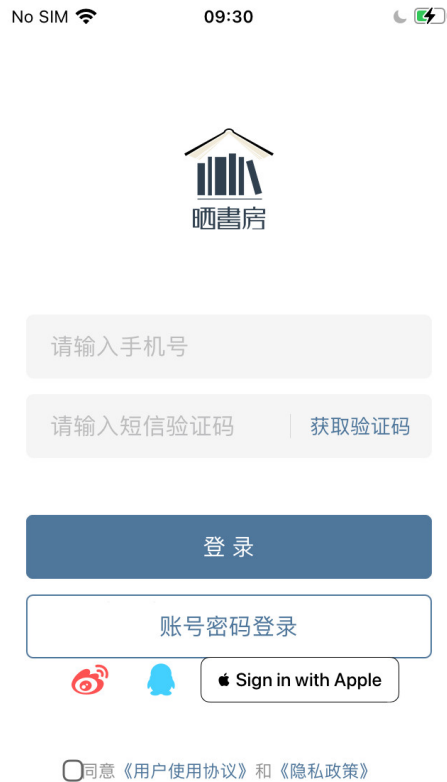 No SIM 09:30
晒書房
请输入手机号
请输入短信验证码 获取验证码
登 录
账号密码登录
Sign in with Apple
同意《用户使用协议》和《隐私政策》